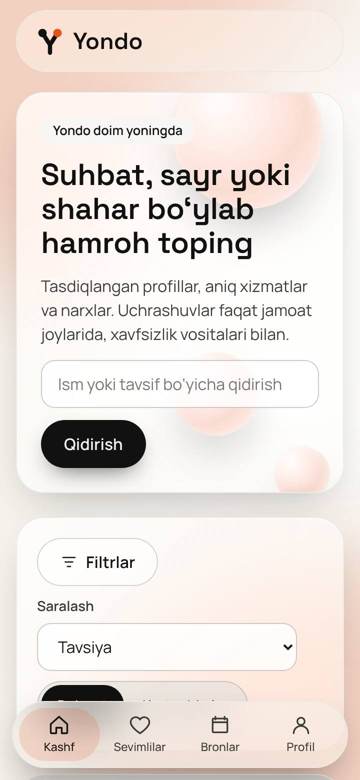 Yondo
Yondo doim yoningda
Suhbat, sayr yoki
shahar bo‘ylab
hamroh toping
Tasdiqlangan profillar, aniq xizmatlar
va narxlar. Uchrashuvlar faqat jamoat
joylarida, xavfsizlik vositalari bilan.
Ism yoki tavsif bo‘yicha qidirish
Qidirish
Filtrlar
Saralash
Tavsiya
Kashf
Sevimlilar
Bronlar
Profil